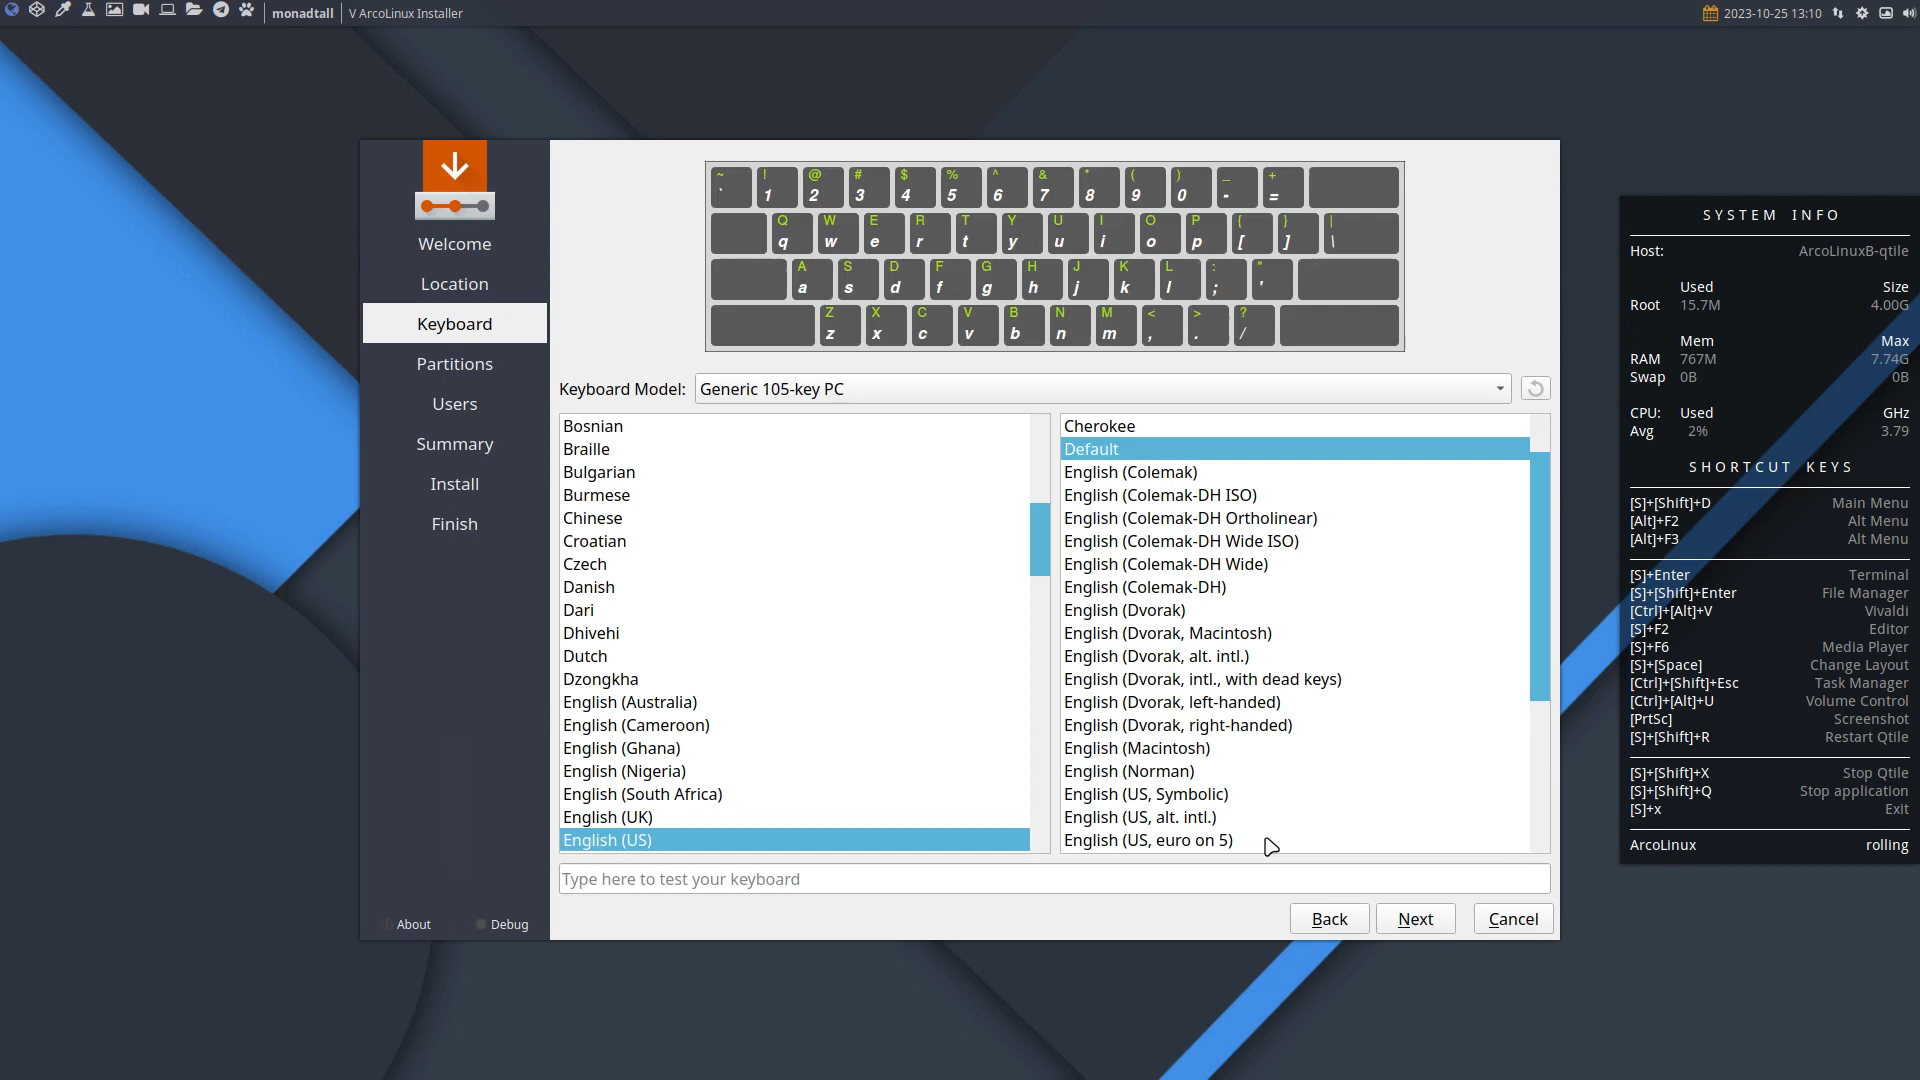 monadtall
V ArcoLinux Installer
2023-10-25 13:10
Welcome
Location
Keyboard
Partitions
Users
Summary
Install
Finish
About
Debug
~ ! @ # $ % ^ & * ( ) _ +
` 1 2 3 4 5 6 7 8 9 0 - =
Q W E R T Y U I O P { } |
q w e r t y u i o p [ ] \
A S D F G H J K L : "
a s d f g h j k l ; '
Z X C V B N M < > ?
z x c v b n m , . /
Keyboard Model: Generic 105-key PC
Bosnian
Braille
Bulgarian
Burmese
Chinese
Croatian
Czech
Danish
Dari
Dhivehi
Dutch
Dzongkha
English (Australia)
English (Cameroon)
English (Ghana)
English (Nigeria)
English (South Africa)
English (UK)
English (US)
Cherokee
Default
English (Colemak)
English (Colemak-DH ISO)
English (Colemak-DH Ortholinear)
English (Colemak-DH Wide ISO)
English (Colemak-DH Wide)
English (Colemak-DH)
English (Dvorak)
English (Dvorak, Macintosh)
English (Dvorak, alt. intl.)
English (Dvorak, intl., with dead keys)
English (Dvorak, left-handed)
English (Dvorak, right-handed)
English (Macintosh)
English (Norman)
English (US, Symbolic)
English (US, alt. intl.)
English (US, euro on 5)
Type here to test your keyboard
Back
Next
Cancel
SYSTEM INFO
Host: ArcoLinuxB-qtile
Used Size
Root 15.7M 4.00G
Mem Max
RAM 767M 7.74G
Swap 0B 0B
CPU: Used GHz
Avg 2% 3.79
SHORTCUT KEYS
[S]+[Shift]+D Main Menu
[Alt]+F2 Alt Menu
[Alt]+F3 Alt Menu
[S]+Enter Terminal
[S]+[Shift]+Enter File Manager
[Ctrl]+[Alt]+V Vivaldi
[S]+F2 Editor
[S]+F6 Media Player
[S]+[Space] Change Layout
[Ctrl]+[Shift]+Esc Task Manager
[Ctrl]+[Alt]+U Volume Control
[PrtSc] Screenshot
[S]+[Shift]+R Restart Qtile
[S]+[Shift]+X Stop Qtile
[S]+[Shift]+Q Stop application
[S]+x Exit
ArcoLinux rolling